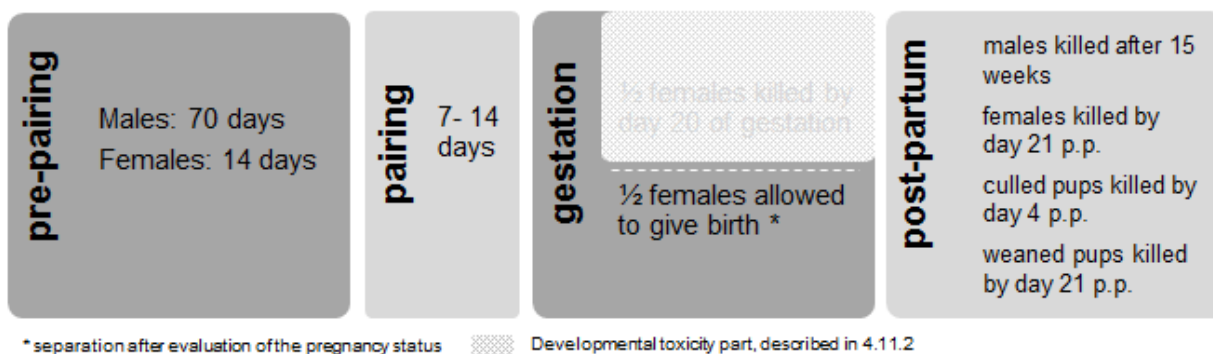 pre-pairing
Males: 70 days
Females: 14 days
pairing
7- 14
days
gestation
½ females killed by
day 20 of gestation
½ females allowed
to give birth *
post-partum
males killed after 15
weeks
females killed by
day 21 p.p.
culled pups killed by
day 4 p.p.
weaned pups killed
by day 21 p.p.
* separation after evaluation of the pregnancy status
Developmental toxicity part, described in 4.11.2